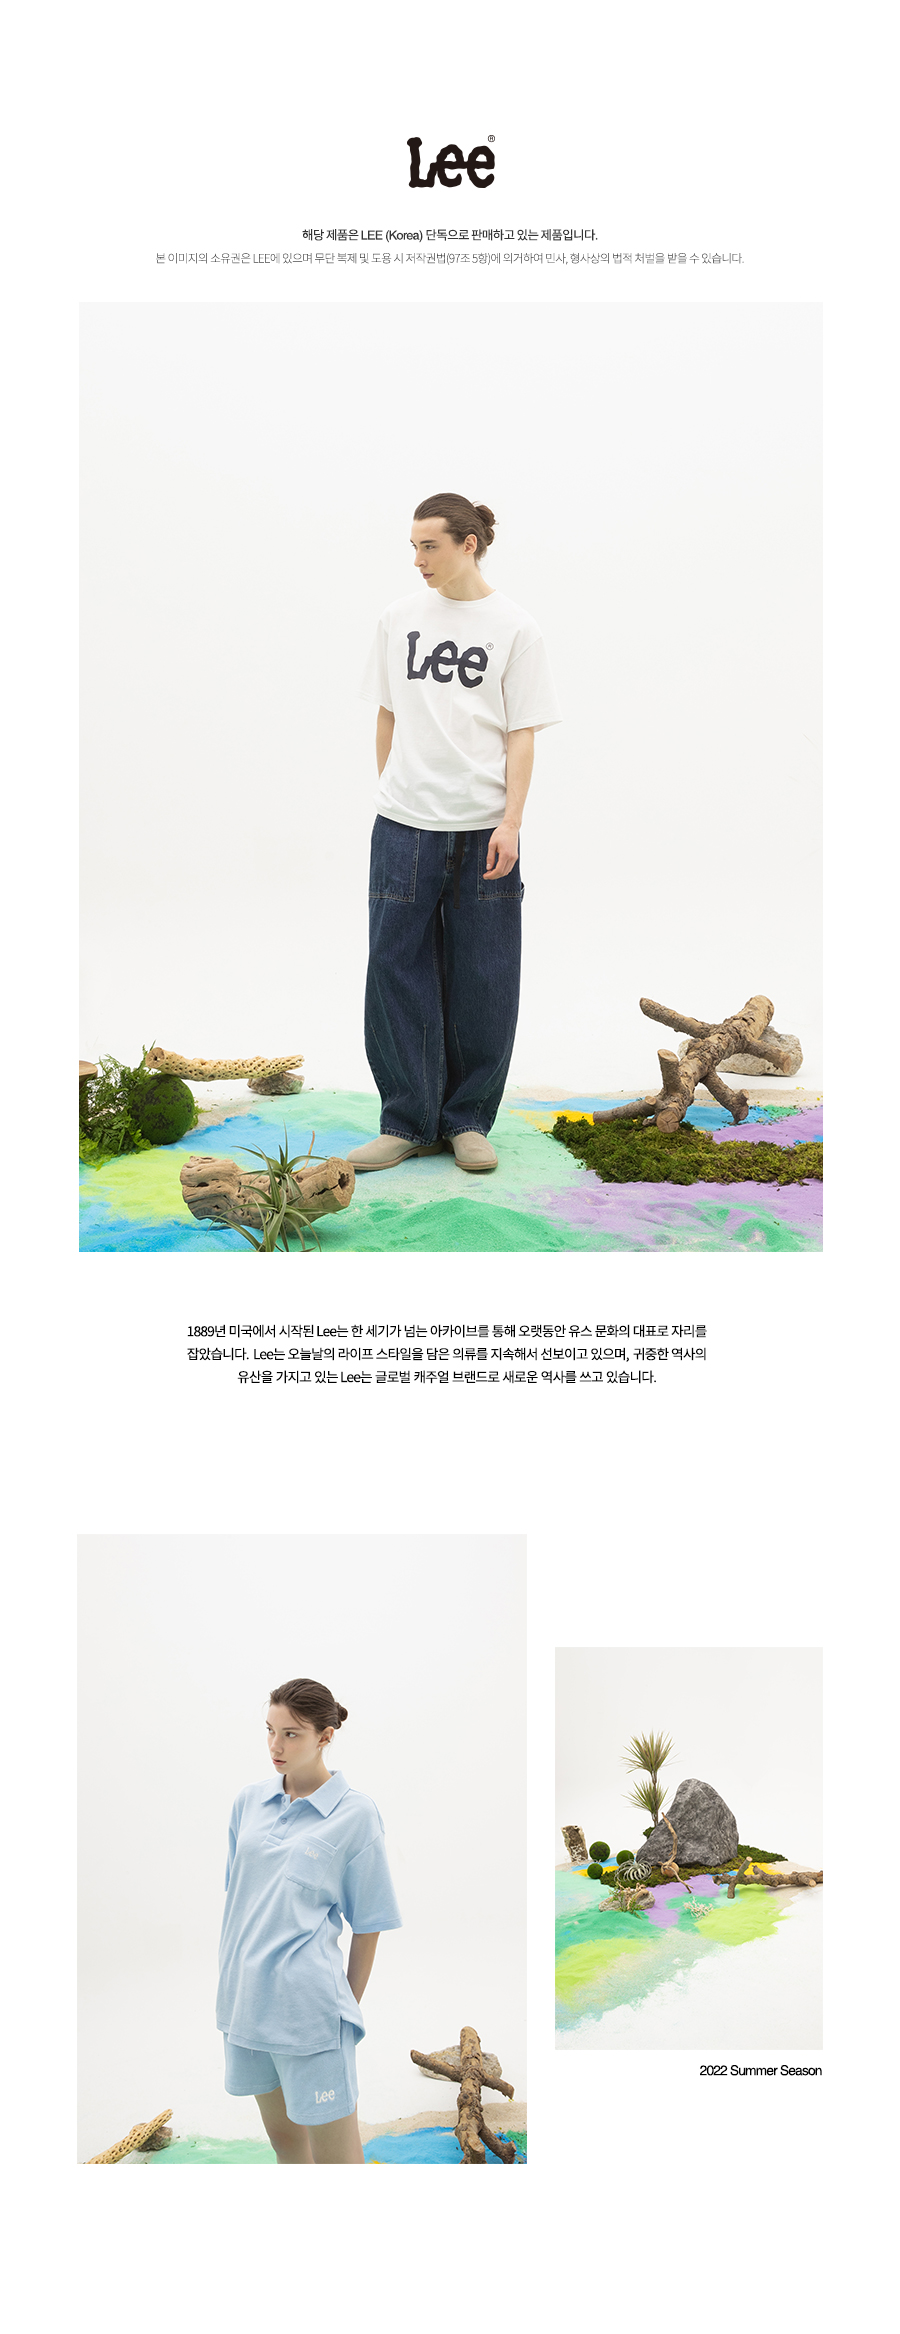 Lee®
해당 제품은 LEE (Korea) 단독으로 판매하고 있는 제품입니다.
본 이미지의 소유권은 LEE에 있으며 무단 복제 및 도용 시 저작권법(97조 5항)에 의거하여 민사, 형사상의 법적 처벌을 받을 수 있습니다.
Lee®
1889년 미국에서 시작된 Lee는 한 세기가 넘는 아카이브를 통해 오랫동안 유스 문화의 대표로 자리를
잡았습니다. Lee는 오늘날의 라이프 스타일을 담은 의류를 지속해서 선보이고 있으며, 귀중한 역사의
유산을 가지고 있는 Lee는 글로벌 캐주얼 브랜드로 새로운 역사를 쓰고 있습니다.
Lee
Lee
2022 Summer Season